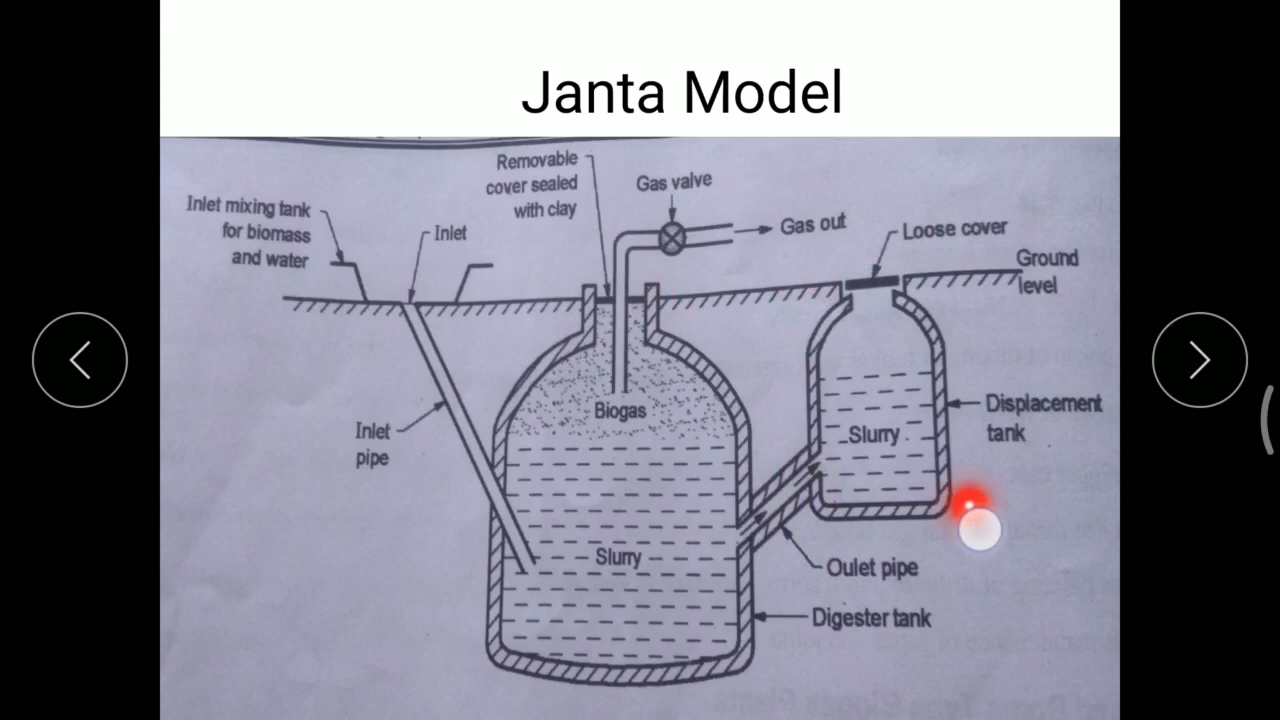 Janta Model
Removable
cover sealed
with clay
Gas valve
Inlet mixing tank
for biomass
and water
Inlet
Gas out
Loose cover
Ground
level
Biogas
Inlet
pipe
Slurry
Displacement
tank
Slurry
Oulet pipe
Digester tank